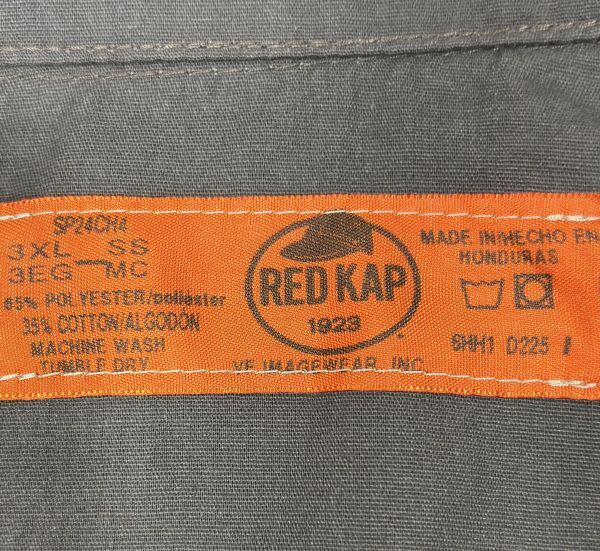 SP24CH4
3XL SS
3EG MC
65% POLYESTER/poliester
35% COTTON/ALGODON
MACHINE WASH
TUMBLE DRY
RED KAP
1923
VF IMAGEWEAR, INC.
MADE IN/HECHO EN
HONDURAS
SHH1 D225 I